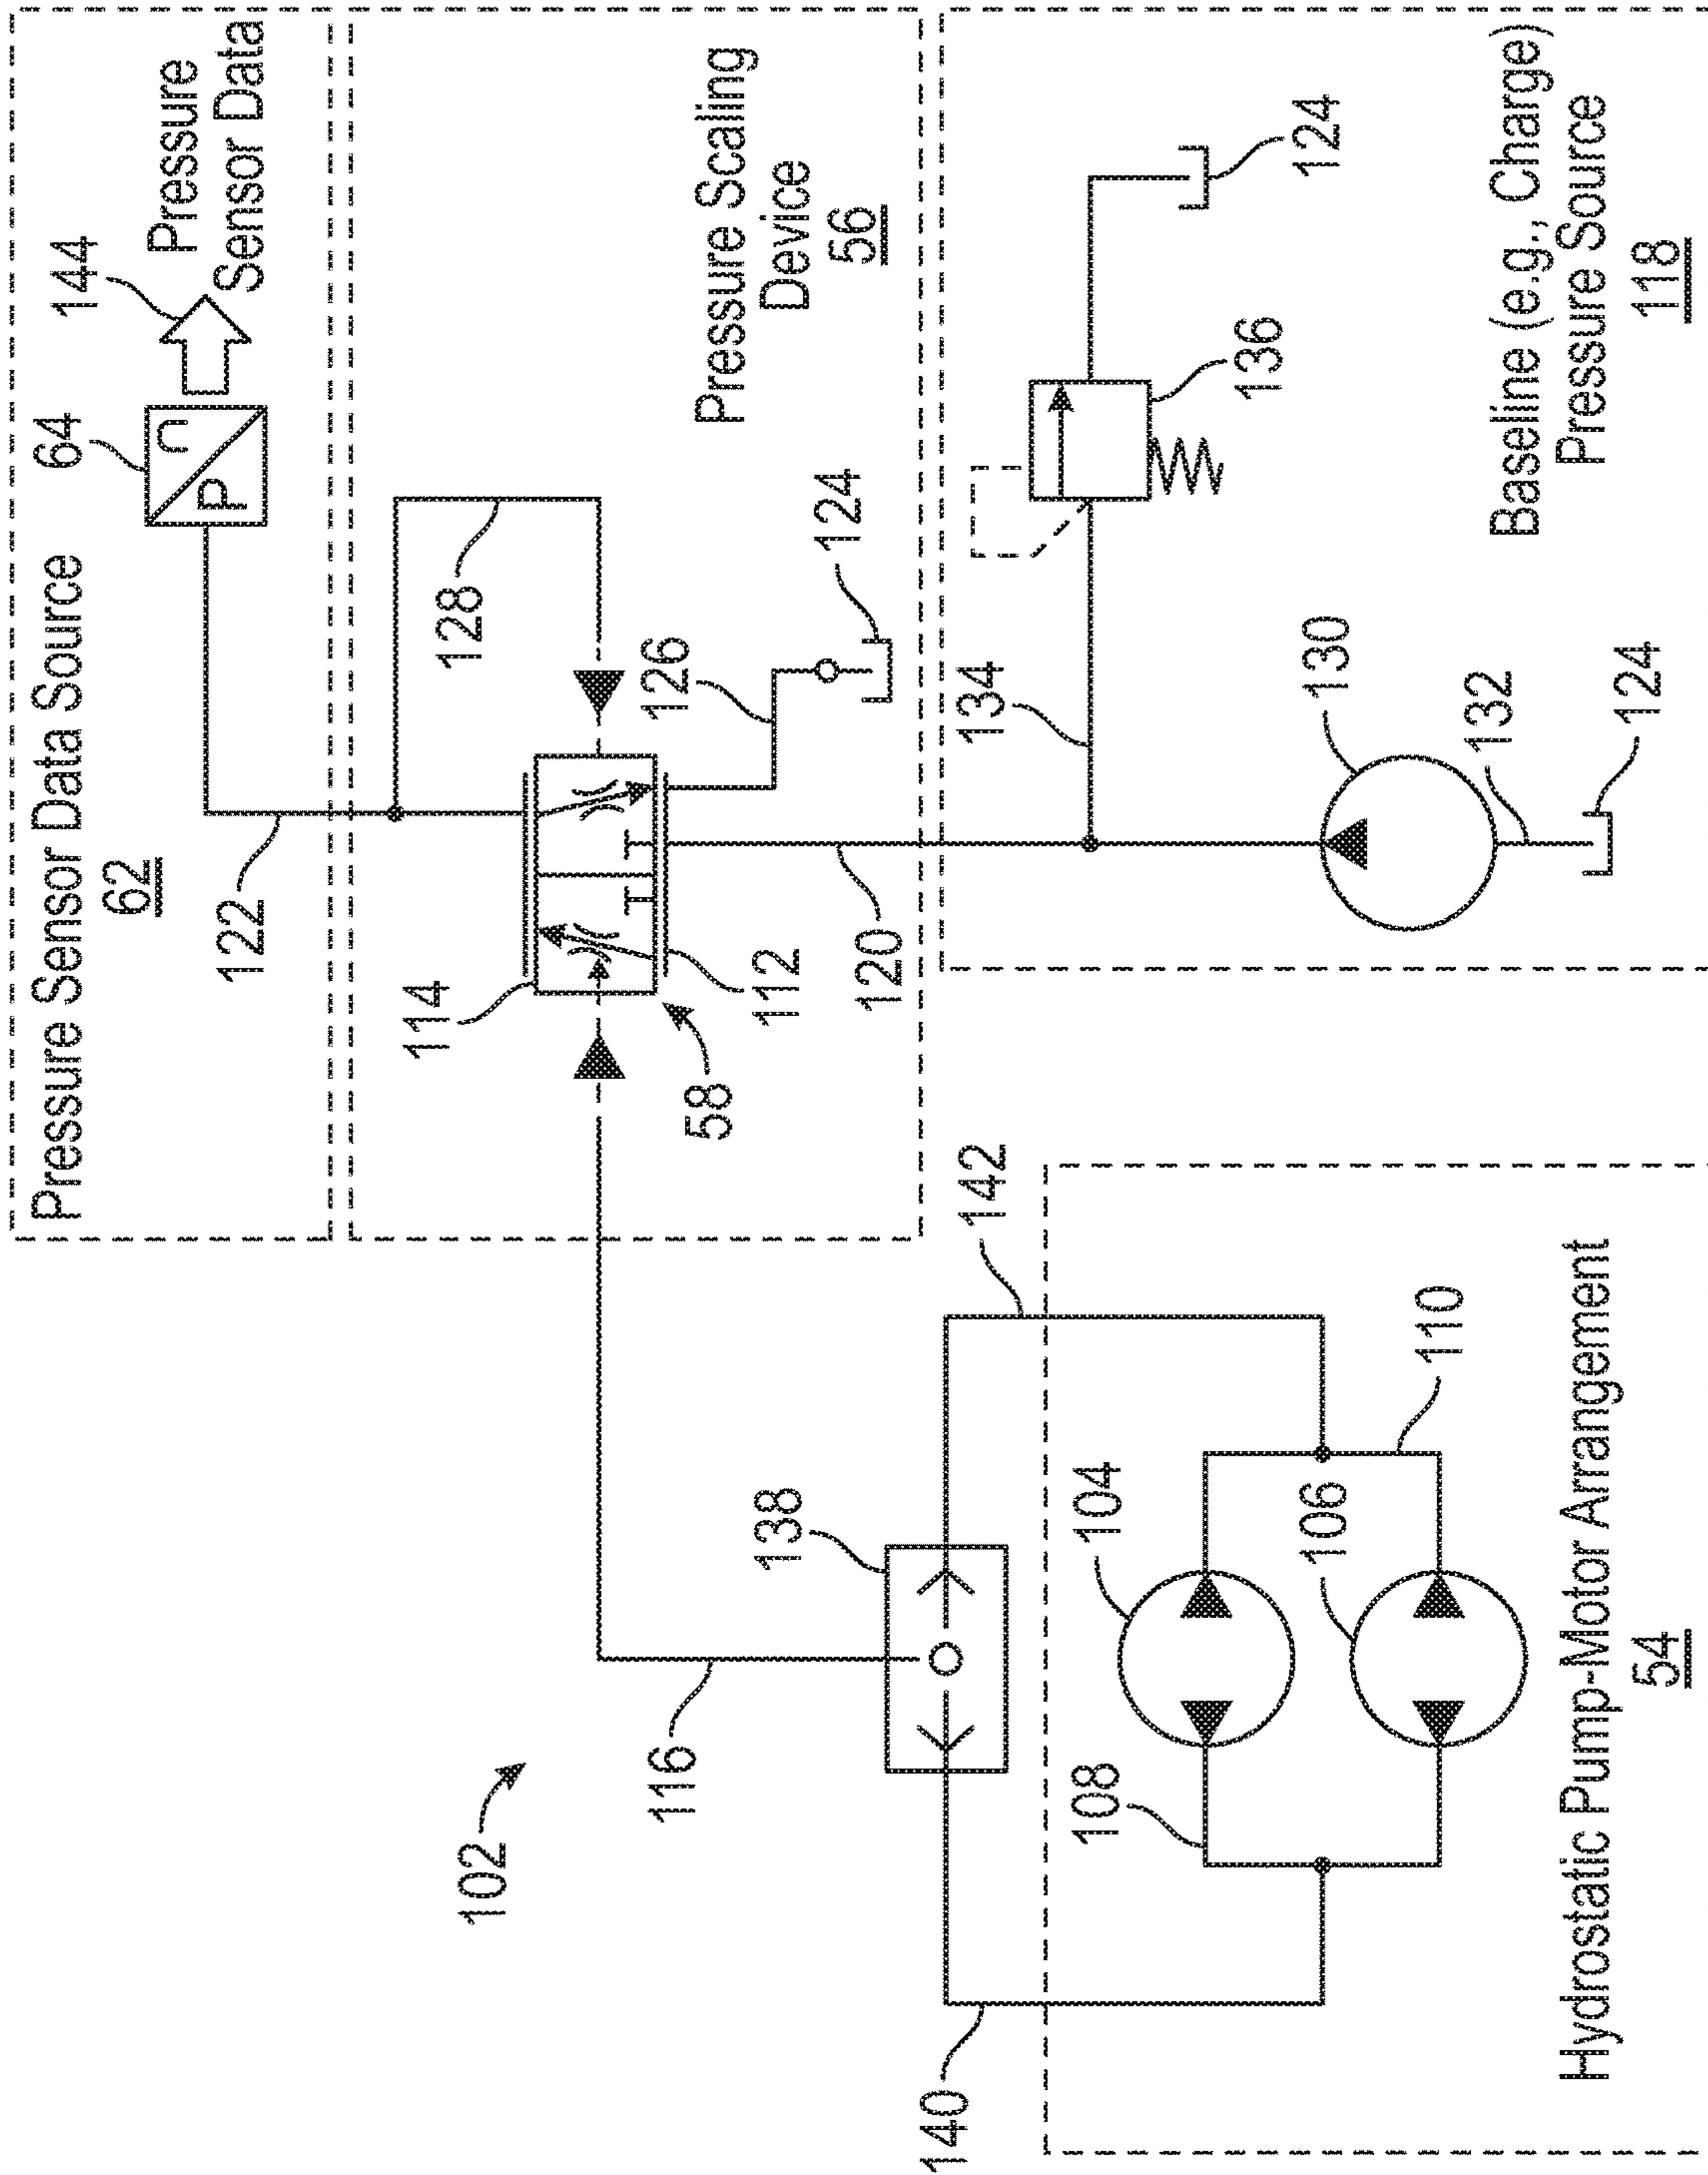 Pressure Sensor Data Source
62
64
144
Pressure
Sensor Data
P
U
122
114
128
102
116
58
126
Pressure Scaling
Device
56
138
112
124
120
140
142
134
108
104
136
124
106
130
110
132
124
Hydrostatic Pump-Motor Arrangement
54
Baseline (e.g., Charge)
Pressure Source
118